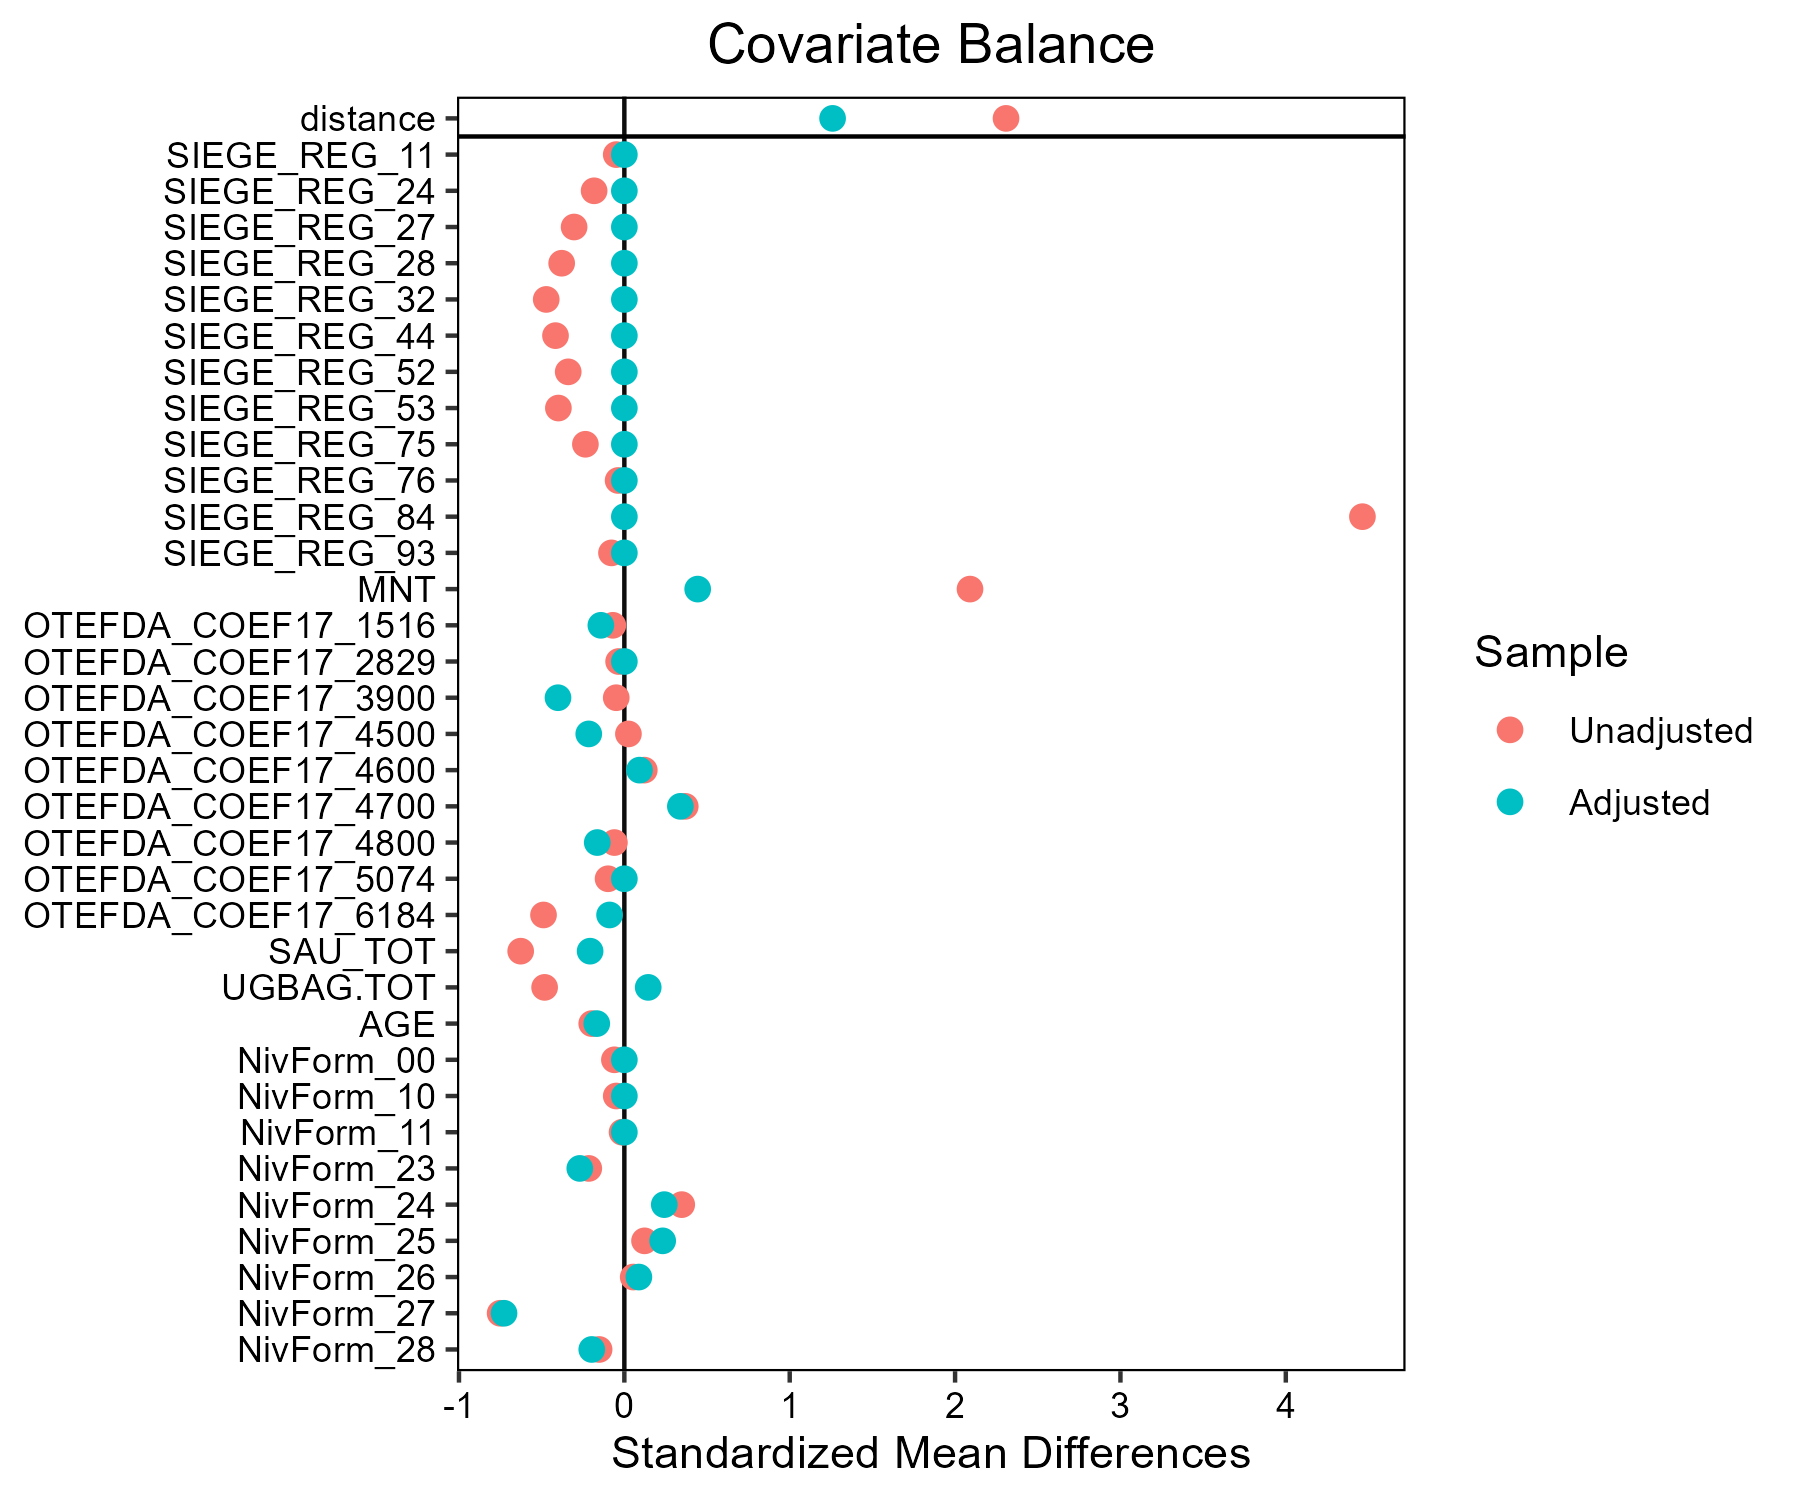 Covariate Balance
distance
SIEGE_REG_11
SIEGE_REG_24
SIEGE_REG_27
SIEGE_REG_28
SIEGE_REG_32
SIEGE_REG_44
SIEGE_REG_52
SIEGE_REG_53
SIEGE_REG_75
SIEGE_REG_76
SIEGE_REG_84
SIEGE_REG_93
MNT
OTEFDA_COEF17_1516
OTEFDA_COEF17_2829
OTEFDA_COEF17_3900
OTEFDA_COEF17_4500
OTEFDA_COEF17_4600
OTEFDA_COEF17_4700
OTEFDA_COEF17_4800
OTEFDA_COEF17_5074
OTEFDA_COEF17_6184
SAU_TOT
UGBAG.TOT
AGE
NivForm_00
NivForm_10
NivForm_11
NivForm_23
NivForm_24
NivForm_25
NivForm_26
NivForm_27
NivForm_28
-1 0 1 2 3 4
Standardized Mean Differences
Sample
Unadjusted
Adjusted